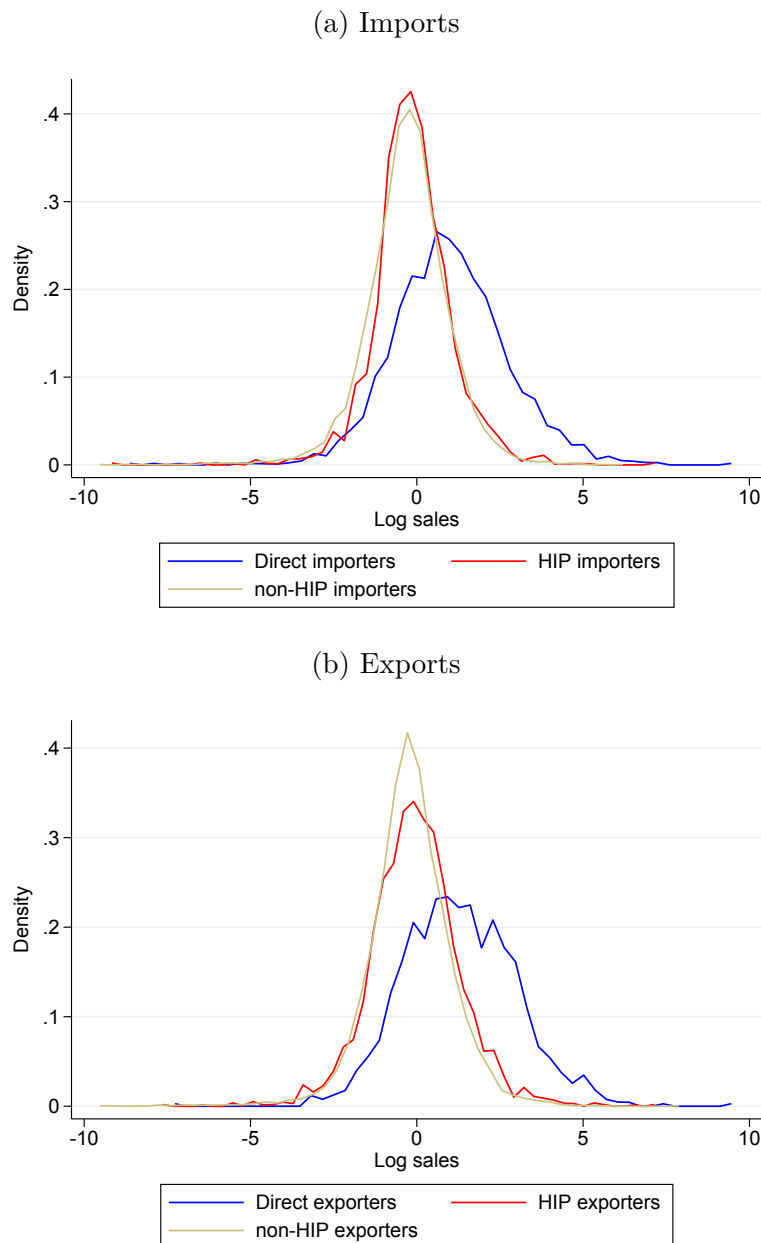 (a) Imports
.4
.3
.2
.1
0
Density
-10 -5 0 5 10
Log sales
Direct importers HIP importers
non-HIP importers
(b) Exports
.4
.3
.2
.1
0
Density
-10 -5 0 5 10
Log sales
Direct exporters HIP exporters
non-HIP exporters